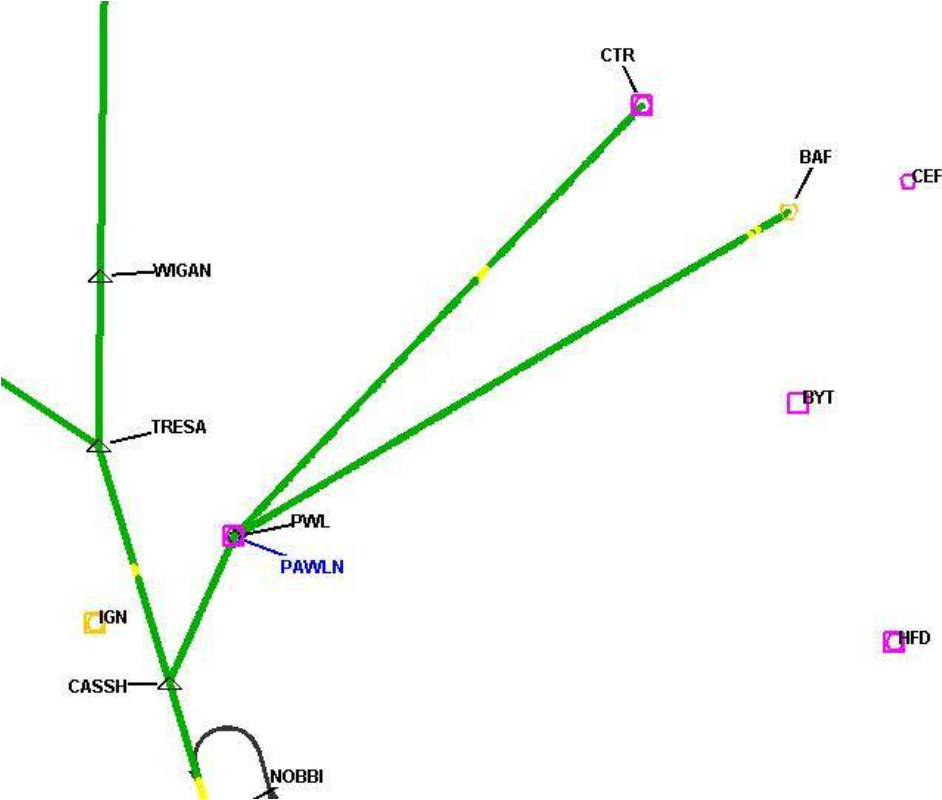 CTR
BAF
CEF
WIGAN
BYT
TRESA
PWL
PAWLN
IGN
HFD
CASSH
NOBBI